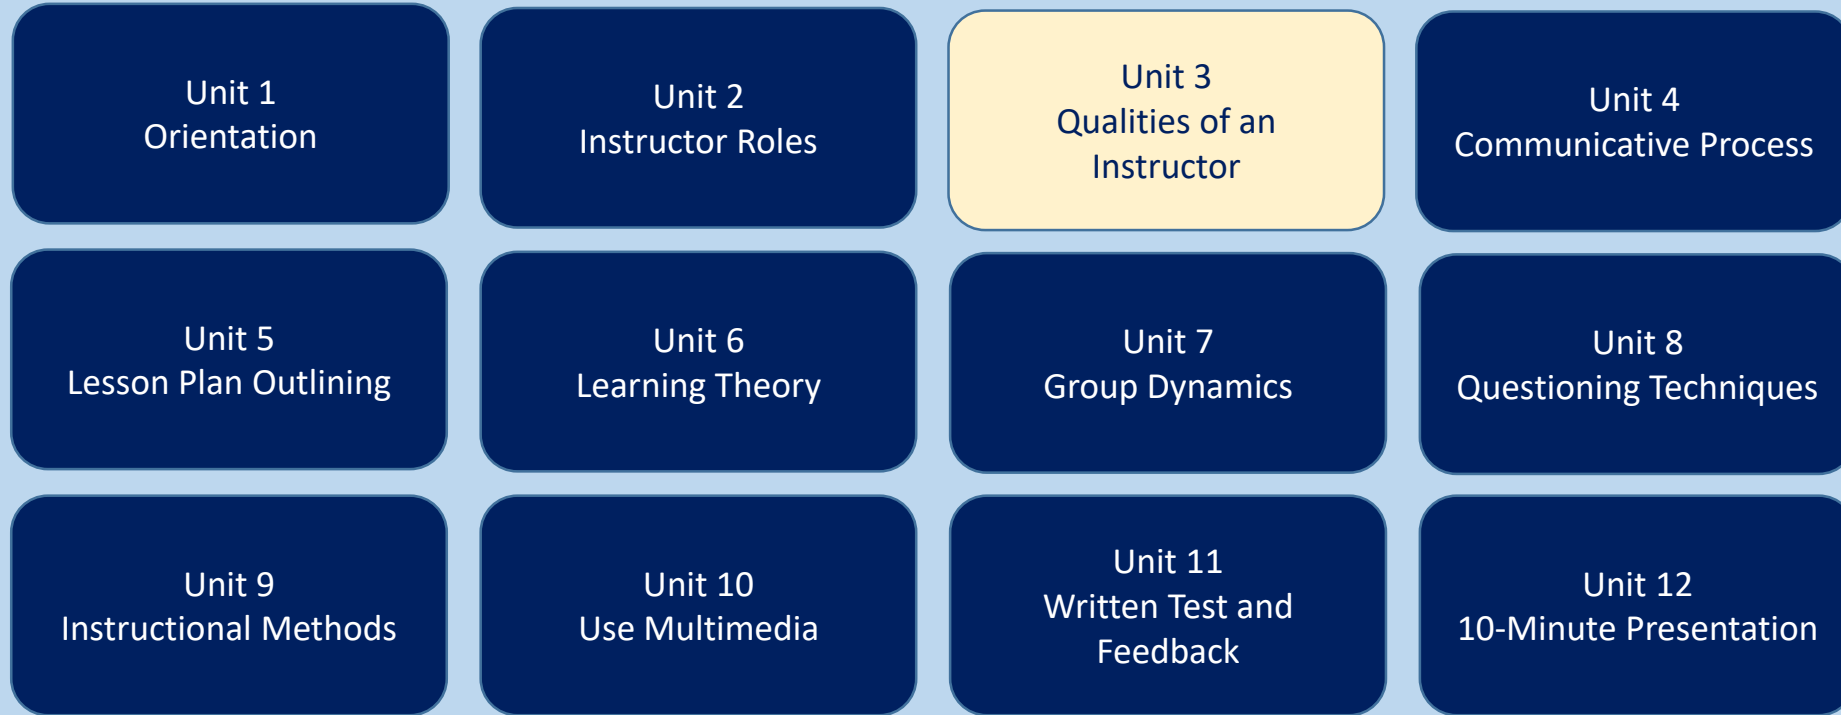 Unit 1
Orientation
Unit 2
Instructor Roles
Unit 3
Qualities of an
Instructor
Unit 4
Communicative Process
Unit 5
Lesson Plan Outlining
Unit 6
Learning Theory
Unit 7
Group Dynamics
Unit 8
Questioning Techniques
Unit 9
Instructional Methods
Unit 10
Use Multimedia
Unit 11
Written Test and
Feedback
Unit 12
10-Minute Presentation